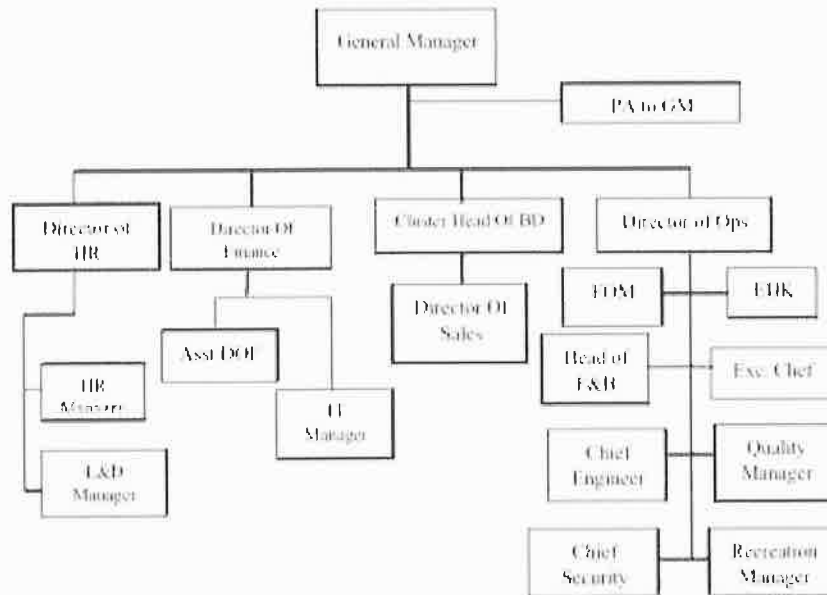 General Manager
PA to GM
Director of
HR
Director Of
Finance
Cluster Head Of BD
Director of Ops
Director Of
Sales
FOM
EHK
Asst DOF
Head of
F&B
Exc. Chef
HR
Manager
IT
Manager
Chief
Engineer
Quality
Manager
L&D
Manager
Chief
Security
Recreation
Manager